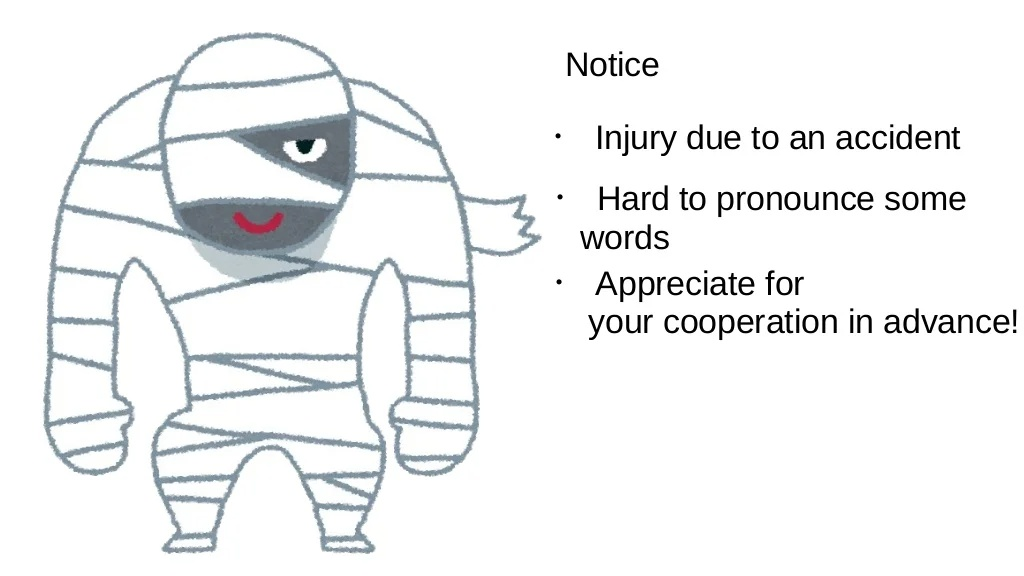 Notice
・ Injury due to an accident
・ Hard to pronounce some
words
・ Appreciate for
your cooperation in advance!